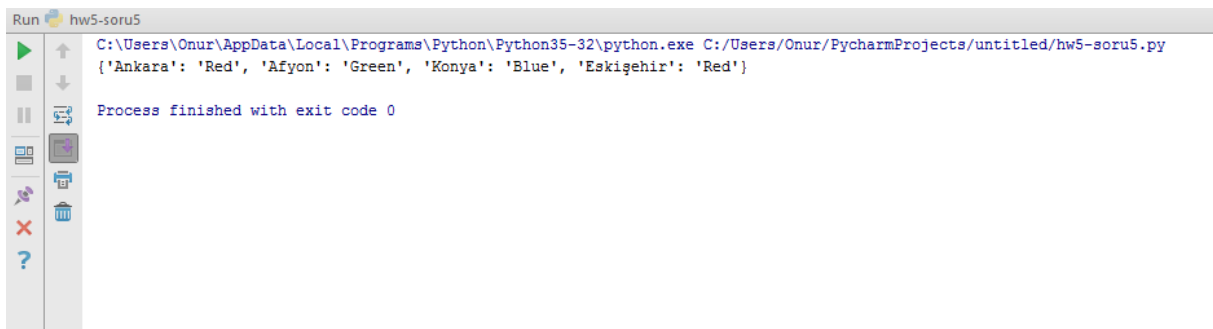 Run hw5-soru5
C:\Users\Onur\AppData\Local\Programs\Python\Python35-32\python.exe C:/Users/Onur/PycharmProjects/untitled/hw5-soru5.py
{'Ankara': 'Red', 'Afyon': 'Green', 'Konya': 'Blue', 'Eskişehir': 'Red'}
Process finished with exit code 0